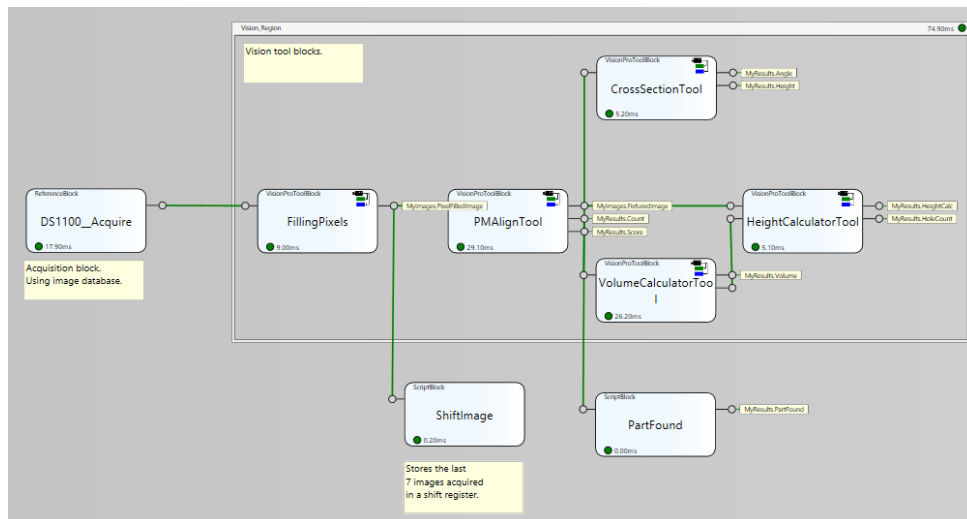 Vision_Region
74.90ms
Vision tool blocks.
VisionProToolBlock
CrossSectionTool
5.20ms
MyResults.Angle
MyResults.Height
ReferenceBlock
DS1100__Acquire
17.90ms
Acquisition block.
Using image database.
VisionProToolBlock
FillingPixels
9.00ms
MyImages.PixelFilledImage
VisionProToolBlock
PMAlignTool
29.10ms
MyImages.FixturedImage
MyResults.Count
MyResults.Score
VisionProToolBlock
HeightCalculatorTool
5.10ms
MyResults.HeightCalc
MyResults.HoleCount
VisionProToolBlock
VolumeCalculatorToo
l
26.20ms
MyResults.Volume
ScriptBlock
ShiftImage
0.20ms
Stores the last
7 images acquired
in a shift register.
ScriptBlock
PartFound
0.00ms
MyResults.PartFound